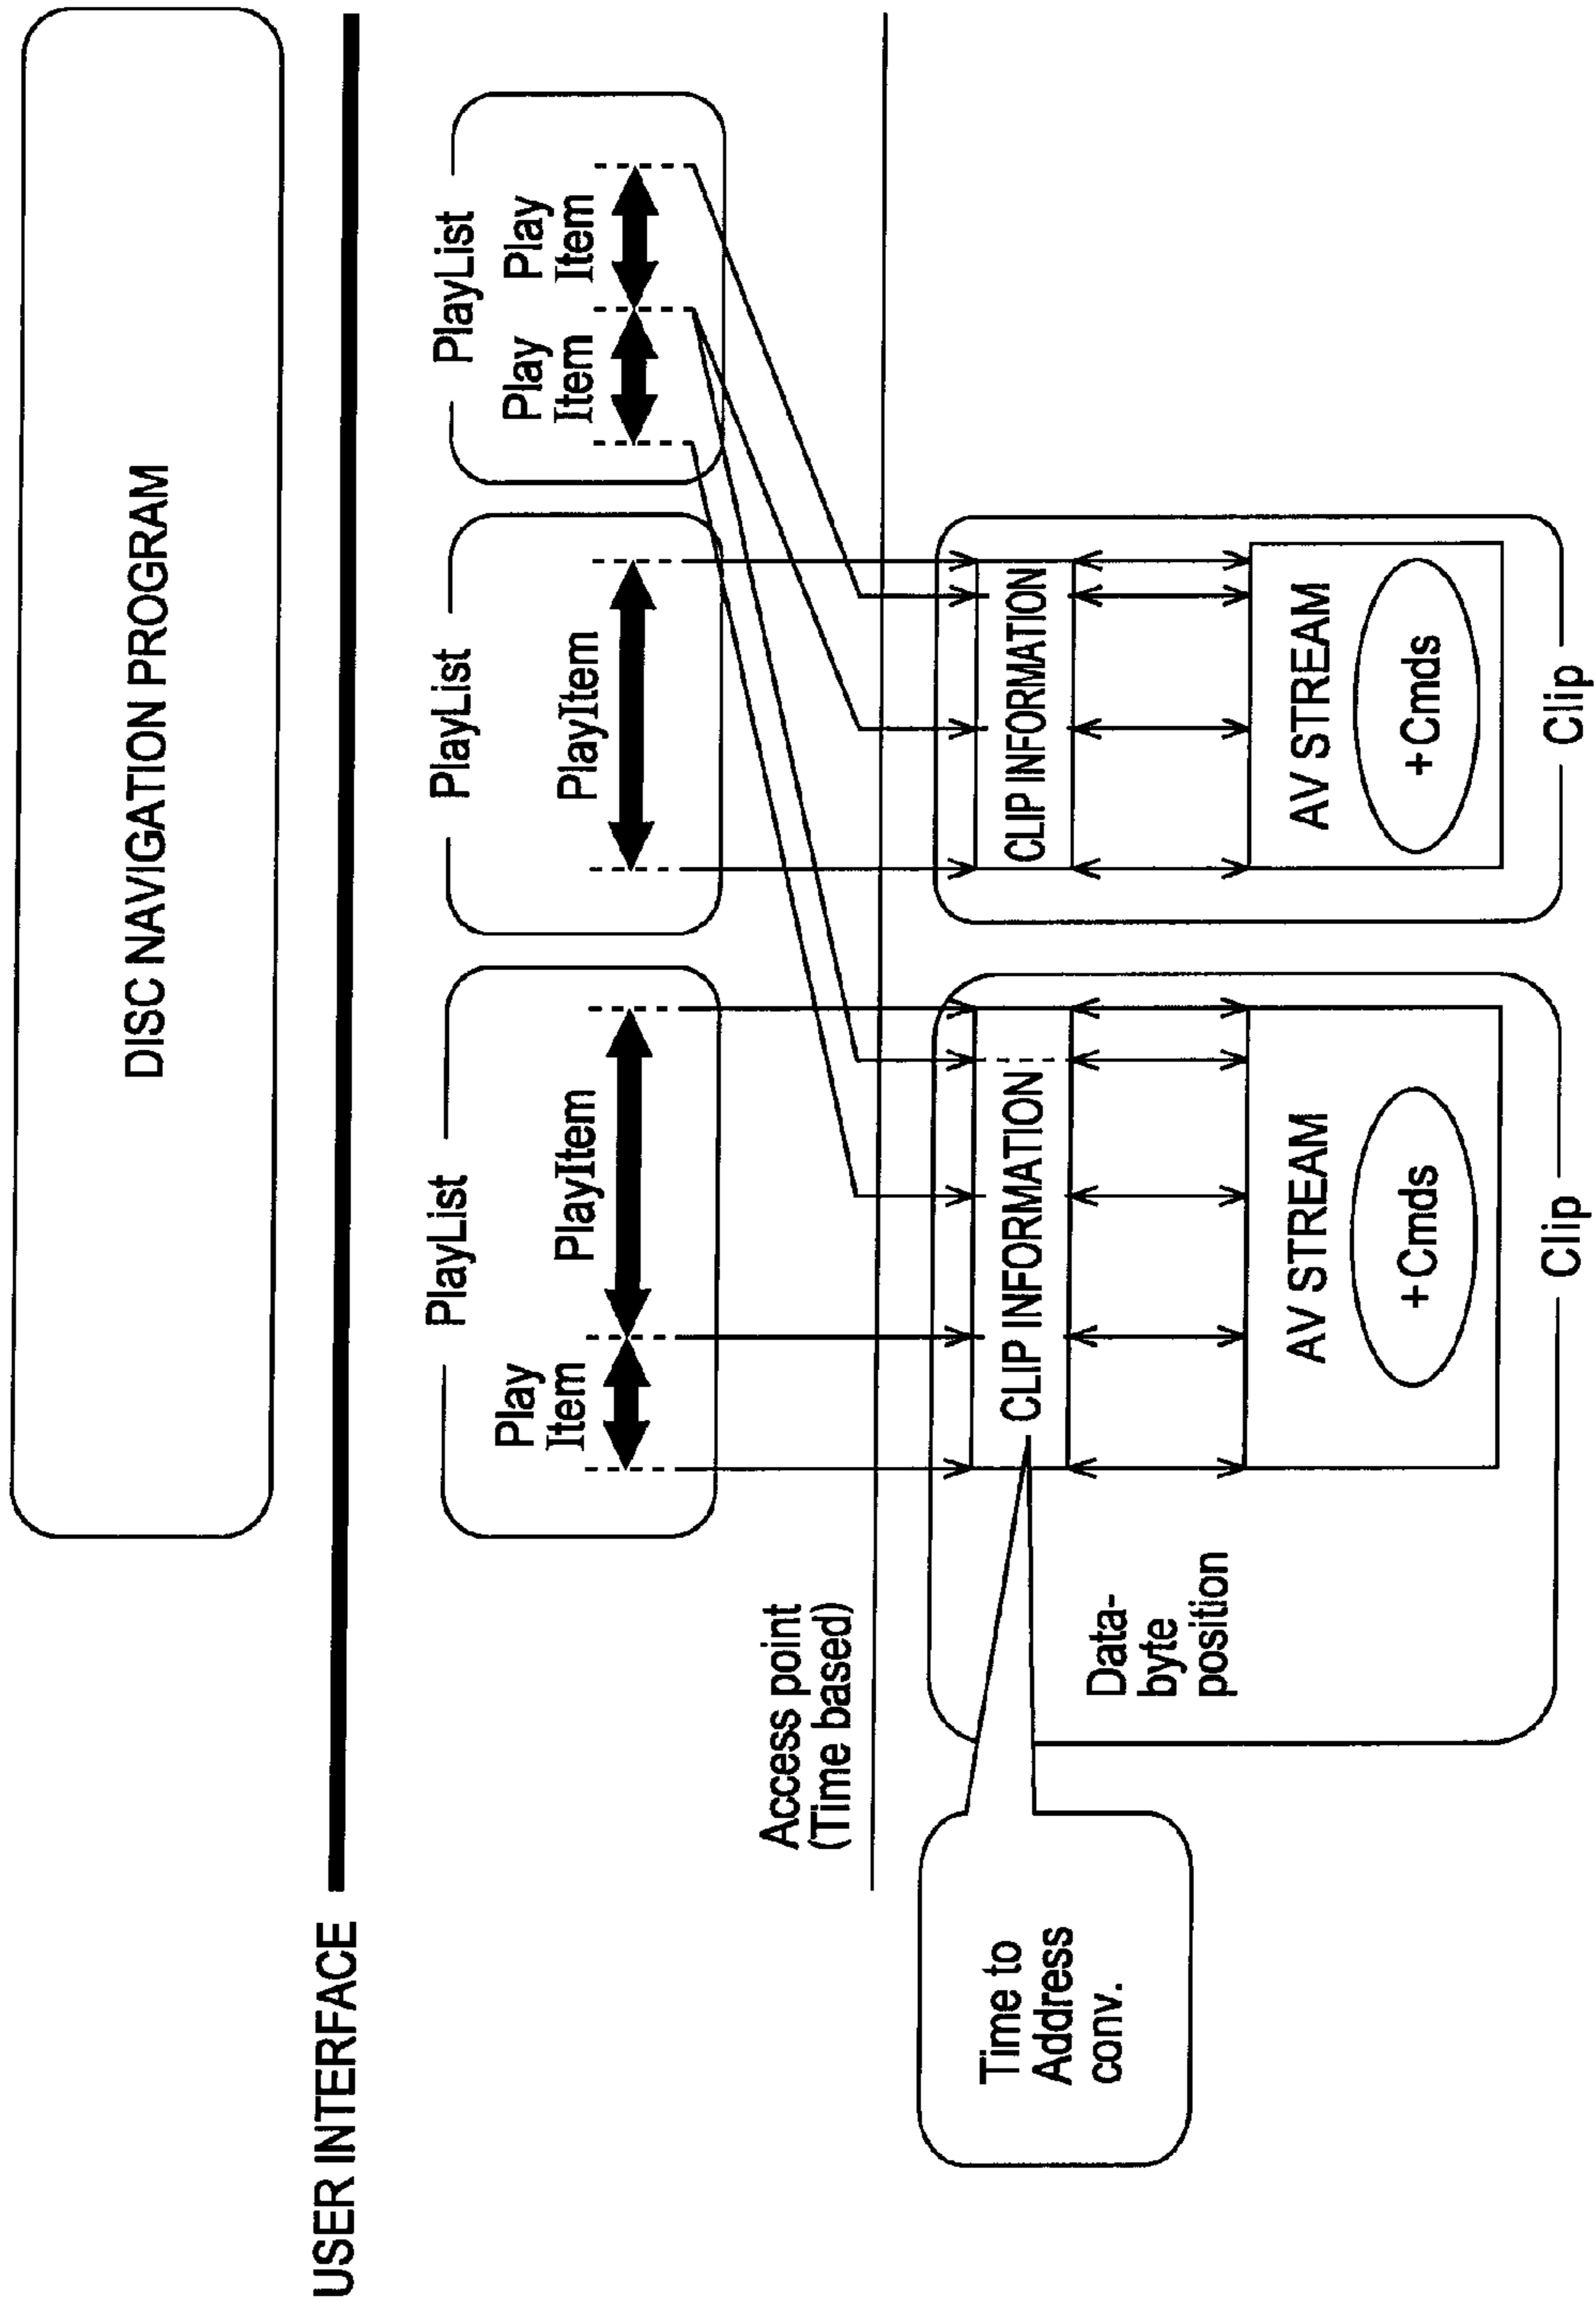 DISC NAVIGATION PROGRAM
USER INTERFACE
PlayList
Play
Item
PlayItem
PlayList
PlayItem
PlayList
Play
Item
Play
Item
Access point
(Time based)
Time to
Address
conv.
CLIP INFORMATION
Data-
byte
position
AV STREAM
+Cmds
Clip
CLIP INFORMATION
AV STREAM
+Cmds
Clip